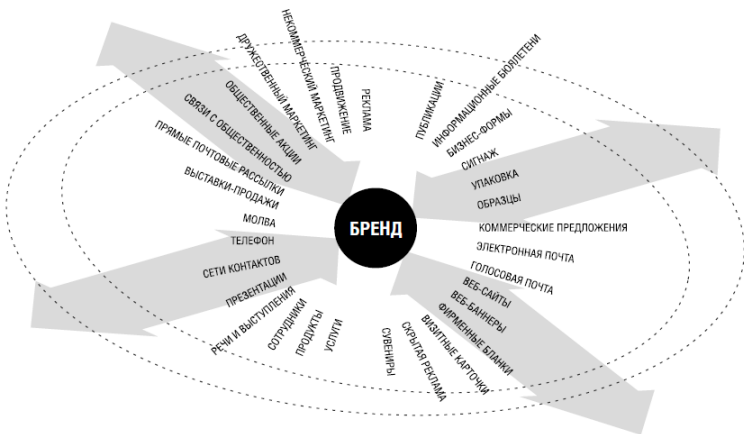 НЕКОММЕРЧЕСКИЙ МАРКЕТИНГ
ДРУЖЕСТВЕННЫЙ МАРКЕТИНГ
ПРОДВИЖЕНИЕ
РЕКЛАМА
ПУБЛИКАЦИИ
ИНФОРМАЦИОННЫЕ БЮЛЛЕТЕНИ
БИЗНЕС-ФОРМЫ
СИГНАЖ
УПАКОВКА
ОБРАЗЦЫ
КОММЕРЧЕСКИЕ ПРЕДЛОЖЕНИЯ
ЭЛЕКТРОННАЯ ПОЧТА
ГОЛОСОВАЯ ПОЧТА
ВЕБ-САЙТЫ
ВЕБ-БАННЕРЫ
ФИРМЕННЫЕ БЛАНКИ
ВИЗИТНЫЕ КАРТОЧКИ
СКРЫТАЯ РЕКЛАМА
СУВЕНИРЫ
УСЛУГИ
ПРОДУКТЫ
СОТРУДНИКИ
РЕЧИ И ВЫСТУПЛЕНИЯ
ПРЕЗЕНТАЦИИ
СЕТИ КОНТАКТОВ
ТЕЛЕФОН
МОЛВА
ВЫСТАВКИ-ПРОДАЖИ
ПРЯМЫЕ ПОЧТОВЫЕ РАССЫЛКИ
СВЯЗИ С ОБЩЕСТВЕННОСТЬЮ
ОБЩЕСТВЕННЫЕ АКЦИИ
БРЕНД